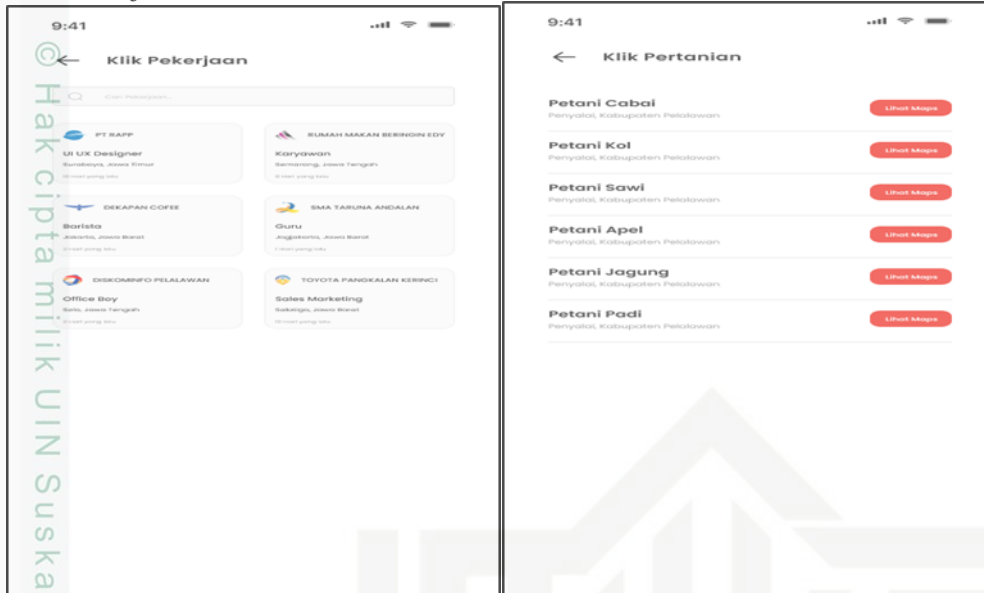 9:41
Klik Pekerjaan
Cari Pekerjaan...
PT RAPP
UI UX Designer
Surabaya, Jawa Timur
RUMAH MAKAN BERINGIN EDY
Karyawan
Semarang, Jawa Tengah
DEKAPAN COFEE
Barista
Jakarta, Jawa Barat
SMA TARUNA ANDALAN
Guru
Jogjakarta, Jawa Barat
DISKOMINFO PELALAWAN
Office Boy
Solo, Jawa Tengah
TOYOTA PANGKALAN KERINCI
Sales Marketing
Salatiga, Jawa Barat
9:41
Klik Pertanian
Petani Cabai
Penyalai, Kabupaten Pelalawan
Lihat Maps
Petani Kol
Penyalai, Kabupaten Pelalawan
Lihat Maps
Petani Sawi
Penyalai, Kabupaten Pelalawan
Lihat Maps
Petani Apel
Penyalai, Kabupaten Pelalawan
Lihat Maps
Petani Jagung
Penyalai, Kabupaten Pelalawan
Lihat Maps
Petani Padi
Penyalai, Kabupaten Pelalawan
Lihat Maps
© Hak cipta milik UIN Suska